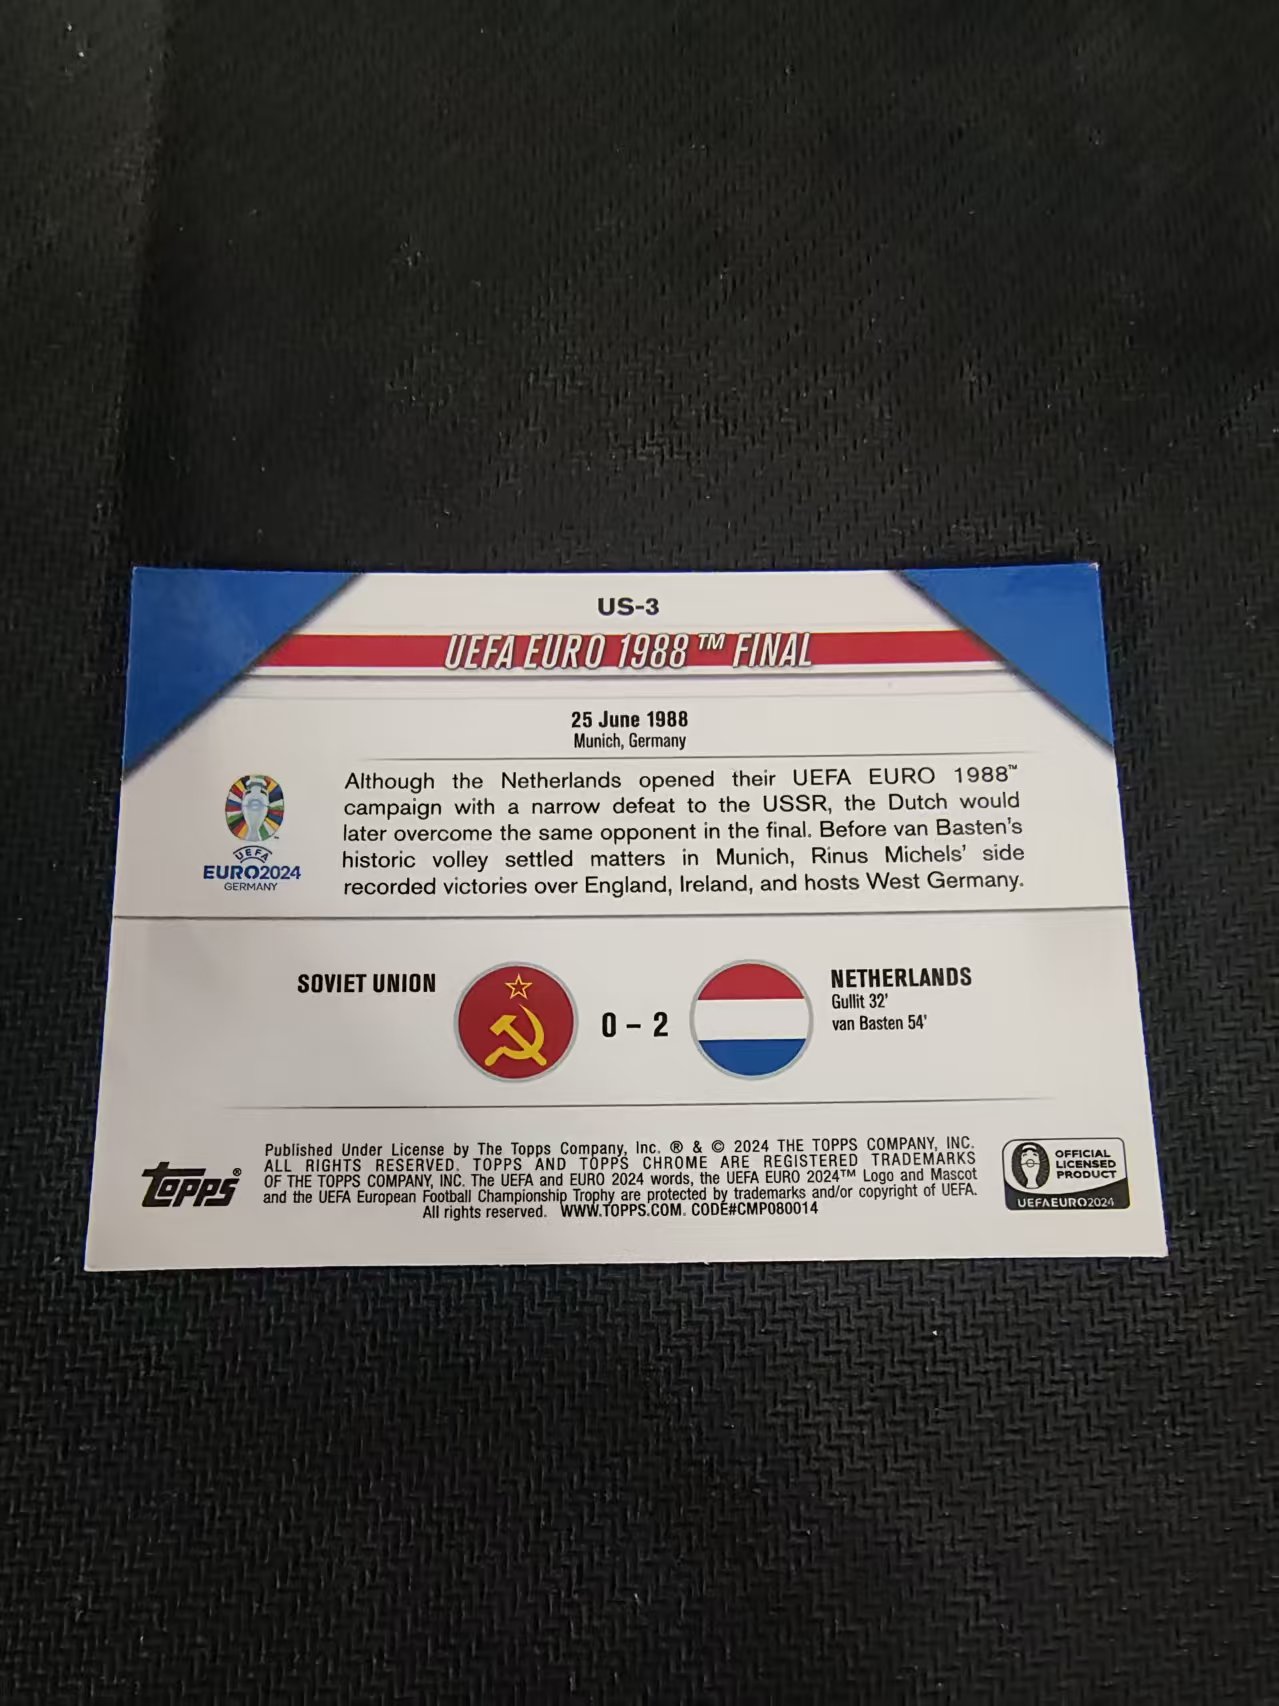 US-3
UEFA EURO 1988™ FINAL
25 June 1988
Munich, Germany
Although the Netherlands opened their UEFA EURO 1988™
campaign with a narrow defeat to the USSR, the Dutch would
later overcome the same opponent in the final. Before van Basten's
historic volley settled matters in Munich, Rinus Michels' side
recorded victories over England, Ireland, and hosts West Germany.
UEFA
EURO2024
GERMANY
SOVIET UNION
0 – 2
NETHERLANDS
Gullit 32'
van Basten 54'
Topps®
Published Under License by The Topps Company, Inc. ® & © 2024 THE TOPPS COMPANY, INC.
ALL RIGHTS RESERVED. TOPPS AND TOPPS CHROME ARE REGISTERED TRADEMARKS
OF THE TOPPS COMPANY, INC. The UEFA and EURO 2024 words, the UEFA EURO 2024™ Logo and Mascot
and the UEFA European Football Championship Trophy are protected by trademarks and/or copyright of UEFA.
All rights reserved. WWW.TOPPS.COM. CODE#CMP080014
OFFICIAL
LICENSED
PRODUCT
UEFAEURO2024